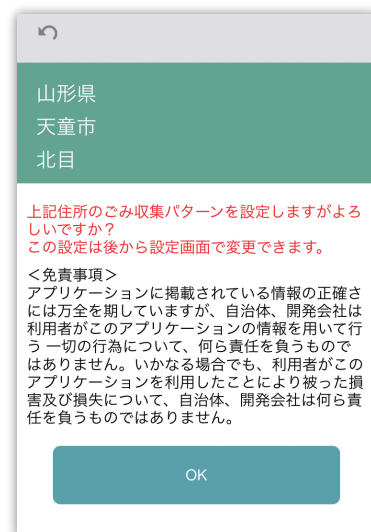 山形県
天童市
北目
上記住所のごみ収集パターンを設定しますがよろ
しいですか？
この設定は後から設定画面で変更できます。
＜免責事項＞
アプリケーションに掲載されている情報の正確さ
には万全を期していますが、自治体、開発会社は
利用者がこのアプリケーションの情報を用いて行
う 一切の行為について、何ら責任を負うもので
はありません。いかなる場合でも、利用者がこの
アプリケーションを利用したことにより被った損
害及び損失について、自治体、開発会社は何ら責
任を負うものではありません。
OK